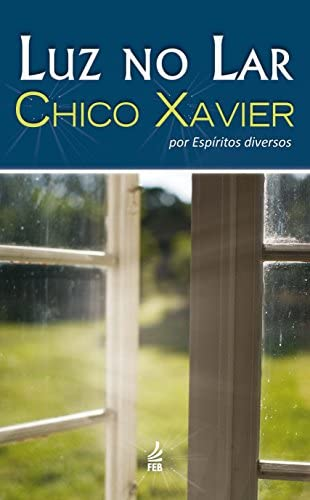 Luz no Lar
Chico Xavier
por Espíritos diversos
FEB